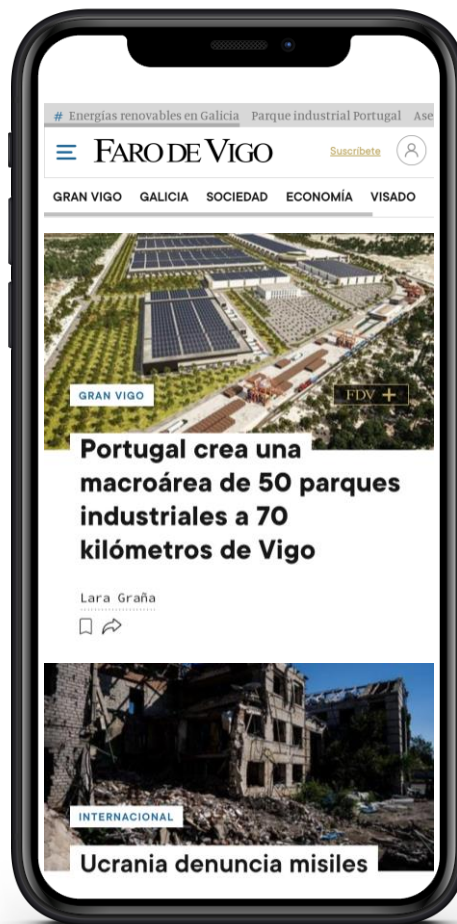 # Energías renovables en Galicia Parque industrial Portugal Ase
FARO DE VIGO Suscríbete
GRAN VIGO GALICIA SOCIEDAD ECONOMÍA VISADO
GRAN VIGO
FDV +
Portugal crea una
macroárea de 50 parques
industriales a 70
kilómetros de Vigo
Lara Graña
INTERNACIONAL
Ucrania denuncia misiles